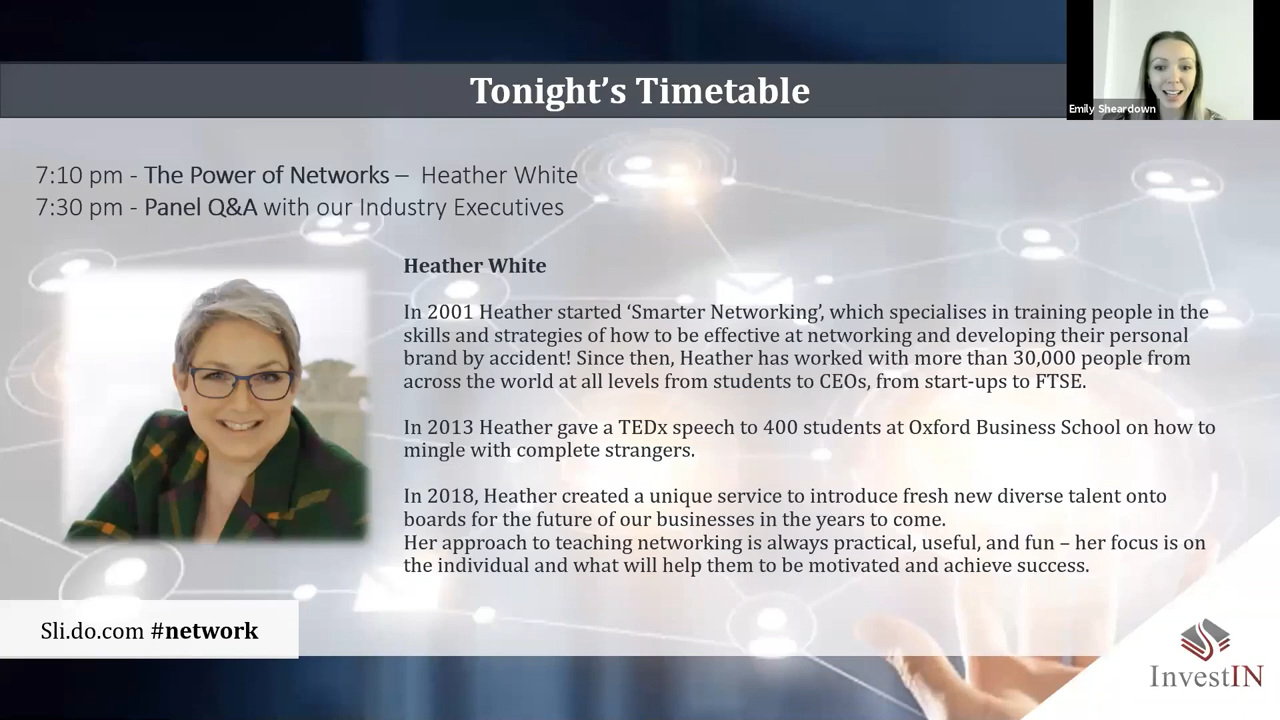 Tonight’s Timetable
Emily Sheardown
7:10 pm - The Power of Networks – Heather White
7:30 pm - Panel Q&A with our Industry Executives
Heather White
In 2001 Heather started ‘Smarter Networking’, which specialises in training people in the
skills and strategies of how to be effective at networking and developing their personal
brand by accident! Since then, Heather has worked with more than 30,000 people from
across the world at all levels from students to CEOs, from start-ups to FTSE.
In 2013 Heather gave a TEDx speech to 400 students at Oxford Business School on how to
mingle with complete strangers.
In 2018, Heather created a unique service to introduce fresh new diverse talent onto
boards for the future of our businesses in the years to come.
Her approach to teaching networking is always practical, useful, and fun – her focus is on
the individual and what will help them to be motivated and achieve success.
Sli.do.com #network
InvestIN